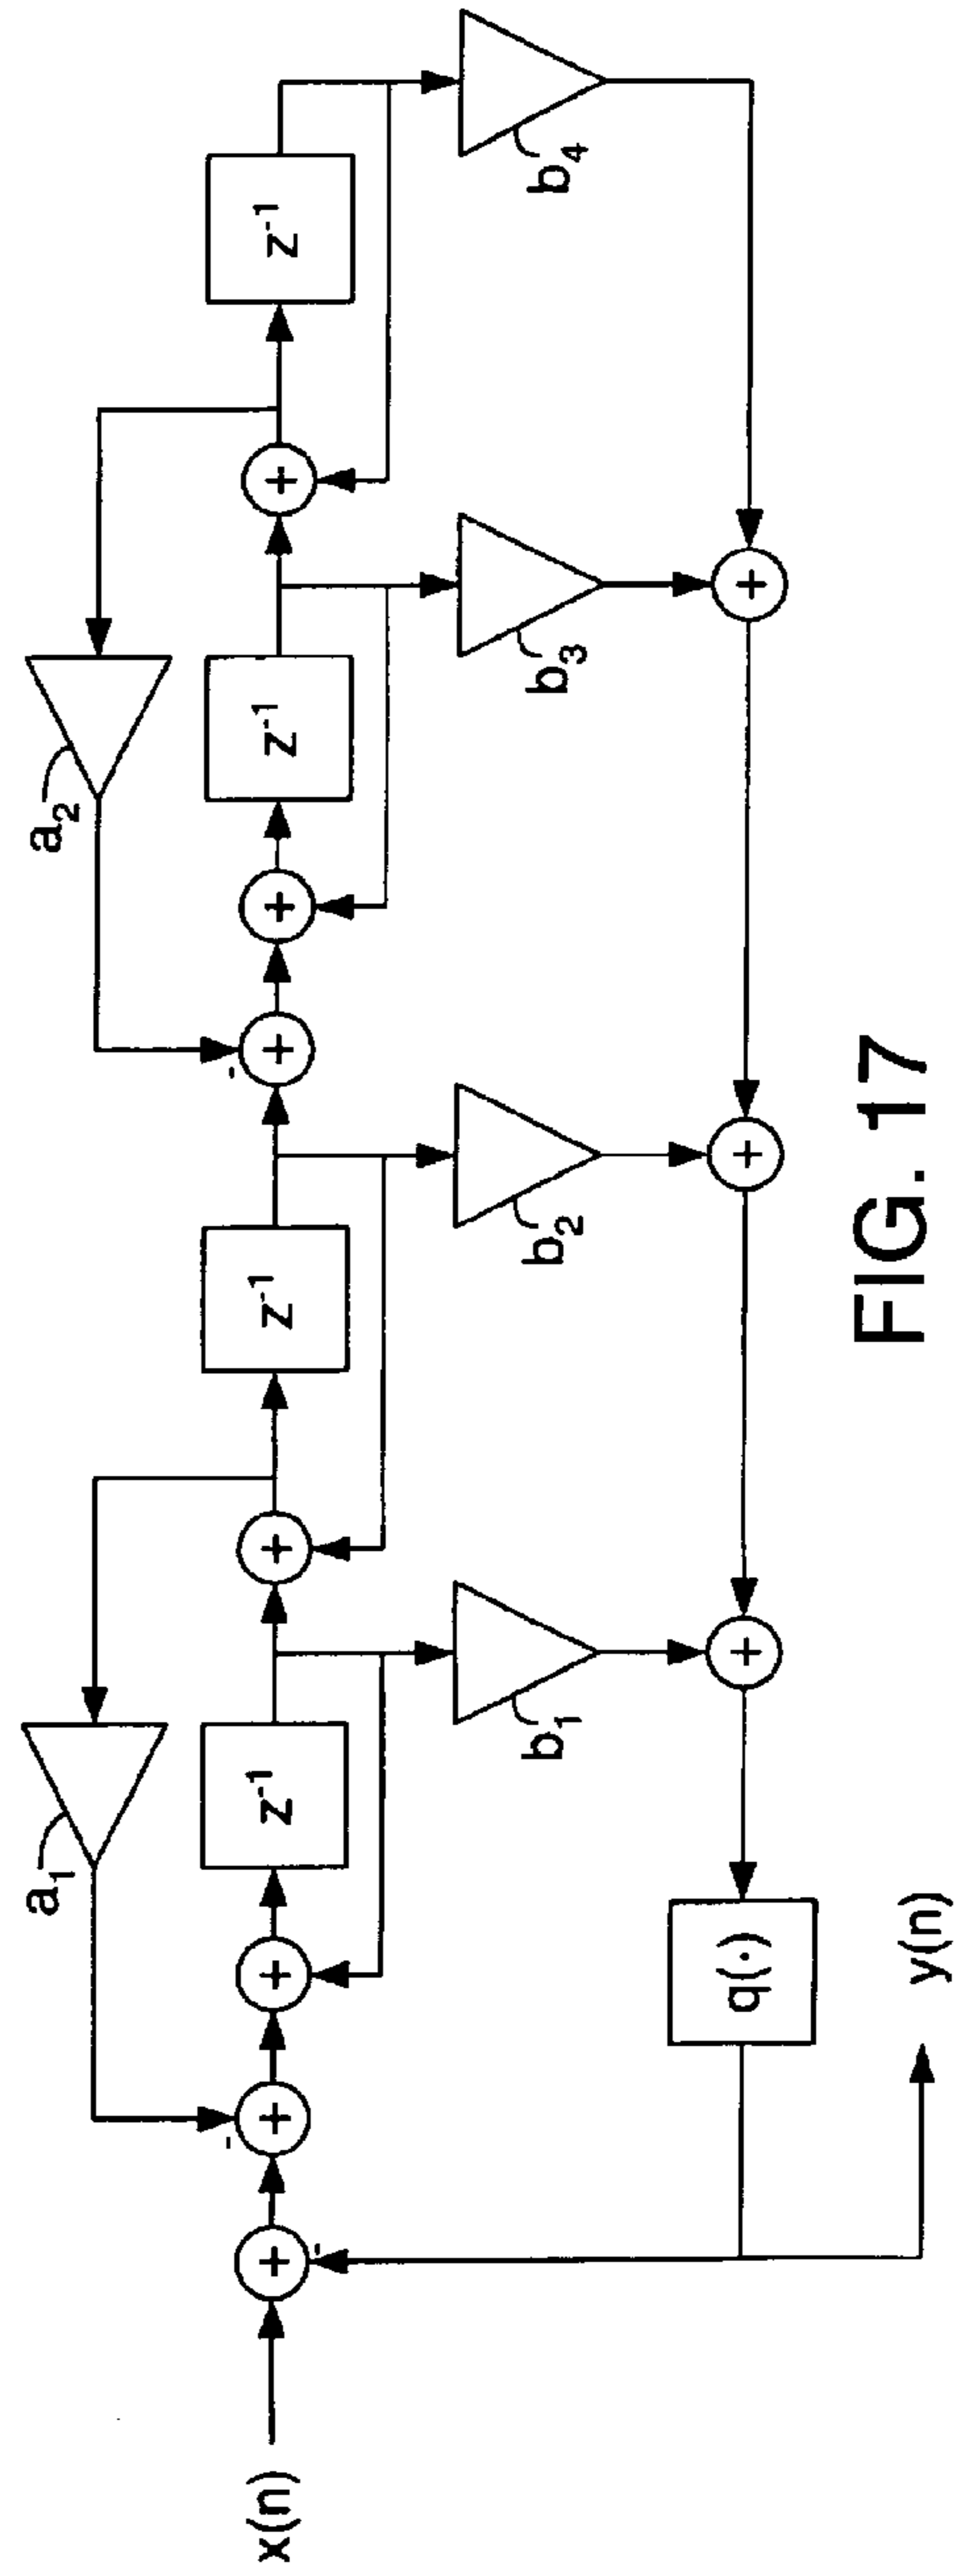 a₁
a₂
x(n)
+
-
+
-
+
z⁻¹
+
z⁻¹
+
-
+
z⁻¹
+
z⁻¹
b₁
b₂
b₃
b₄
q(·)
+
+
+
y(n)
FIG. 17